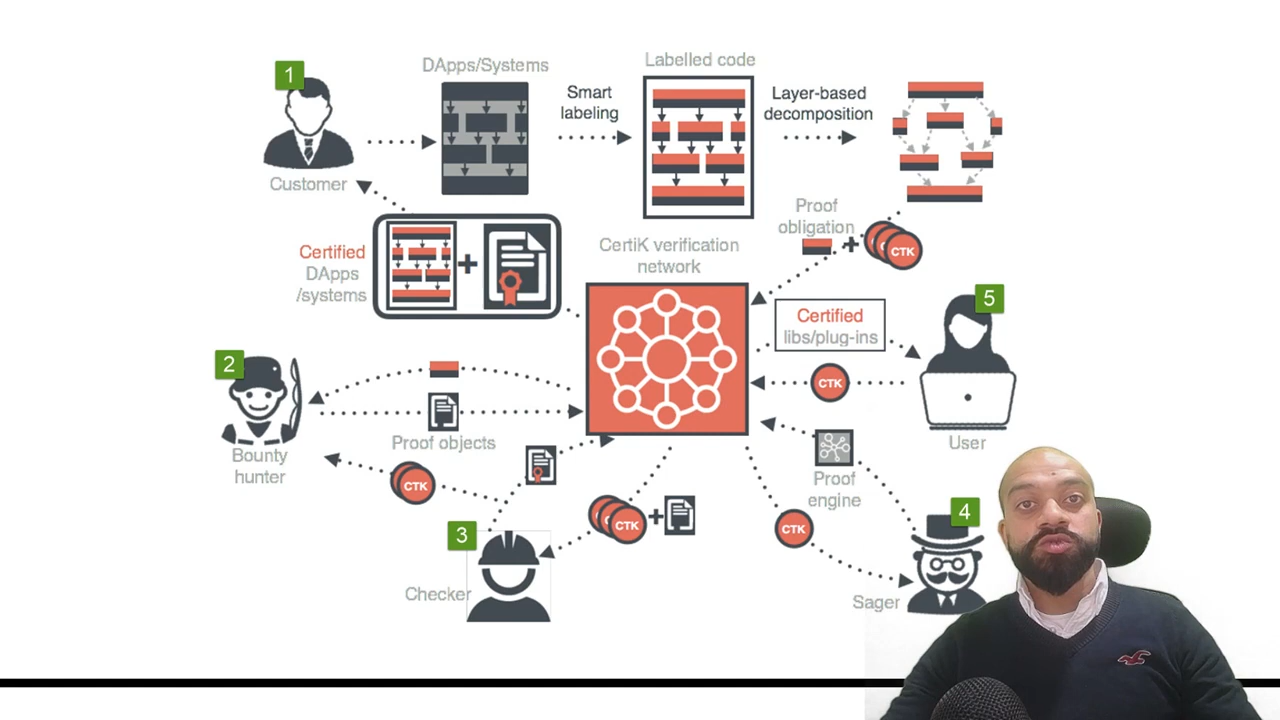 1
Customer
DApps/Systems
Smart
labeling
Labelled code
Layer-based
decomposition
Proof
obligation
CTK
Certified
DApps
/systems
CertiK verification
network
Certified
libs/plug-ins
5
User
CTK
2
Bounty
hunter
Proof objects
CTK
3
Checker
CTK
CTK
Proof
engine
4
Sager